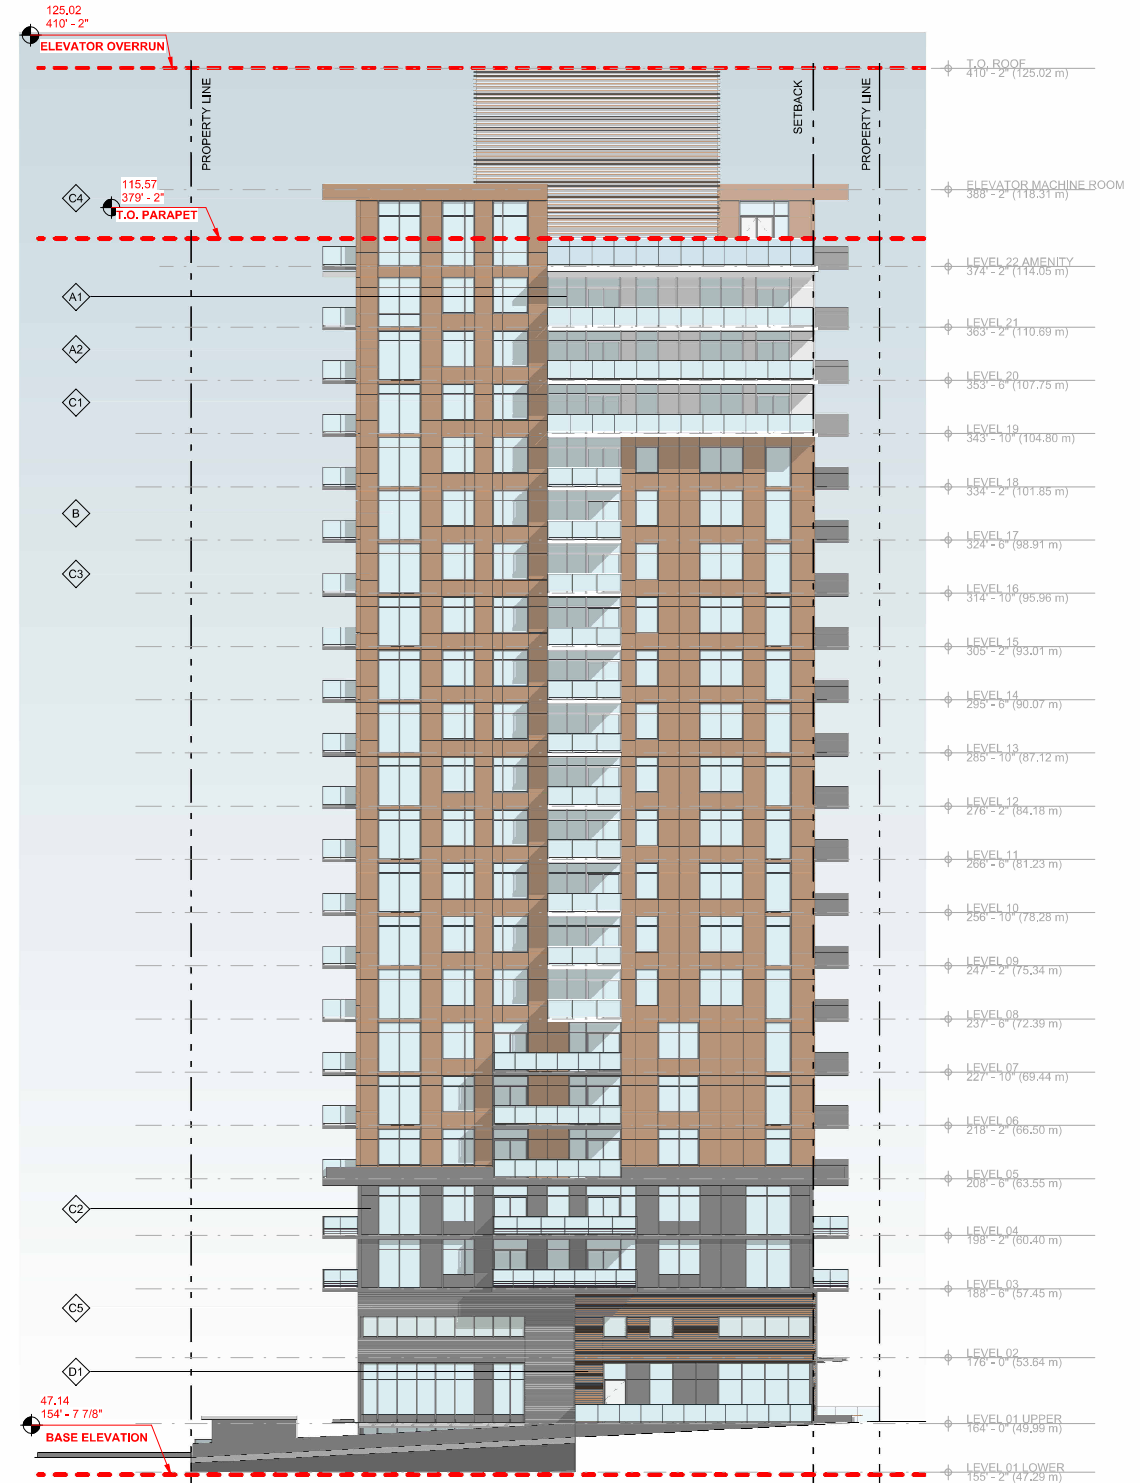 125.02
410' - 2"
ELEVATOR OVERRUN
T.O. ROOF
410' - 2" (125.02 m)
PROPERTY LINE
SETBACK
PROPERTY LINE
115.57
379' - 2"
T.O. PARAPET
C4
ELEVATOR MACHINE ROOM
388' - 2" (118.31 m)
LEVEL 22 AMENITY
374' - 2" (114.05 m)
A1
LEVEL 21
363' - 2" (110.69 m)
A2
LEVEL 20
353' - 6" (107.75 m)
C1
LEVEL 19
343' - 10" (104.80 m)
LEVEL 18
334' - 2" (101.85 m)
B
LEVEL 17
324' - 6" (98.91 m)
C3
LEVEL 16
314' - 10" (95.96 m)
LEVEL 15
305' - 2" (93.01 m)
LEVEL 14
295' - 6" (90.07 m)
LEVEL 13
285' - 10" (87.12 m)
LEVEL 12
276' - 2" (84.18 m)
LEVEL 11
266' - 6" (81.23 m)
LEVEL 10
256' - 10" (78.28 m)
LEVEL 09
247' - 2" (75.34 m)
LEVEL 08
237' - 6" (72.39 m)
LEVEL 07
227' - 10" (69.44 m)
LEVEL 06
218' - 2" (66.50 m)
LEVEL 05
208' - 6" (63.55 m)
C2
LEVEL 04
198' - 2" (60.40 m)
LEVEL 03
188' - 6" (57.45 m)
C5
LEVEL 02
176' - 0" (53.64 m)
D1
47.14
154' - 7 7/8"
BASE ELEVATION
LEVEL 01 UPPER
164' - 0" (49.99 m)
LEVEL 01 LOWER
155' - 2" (47.29 m)